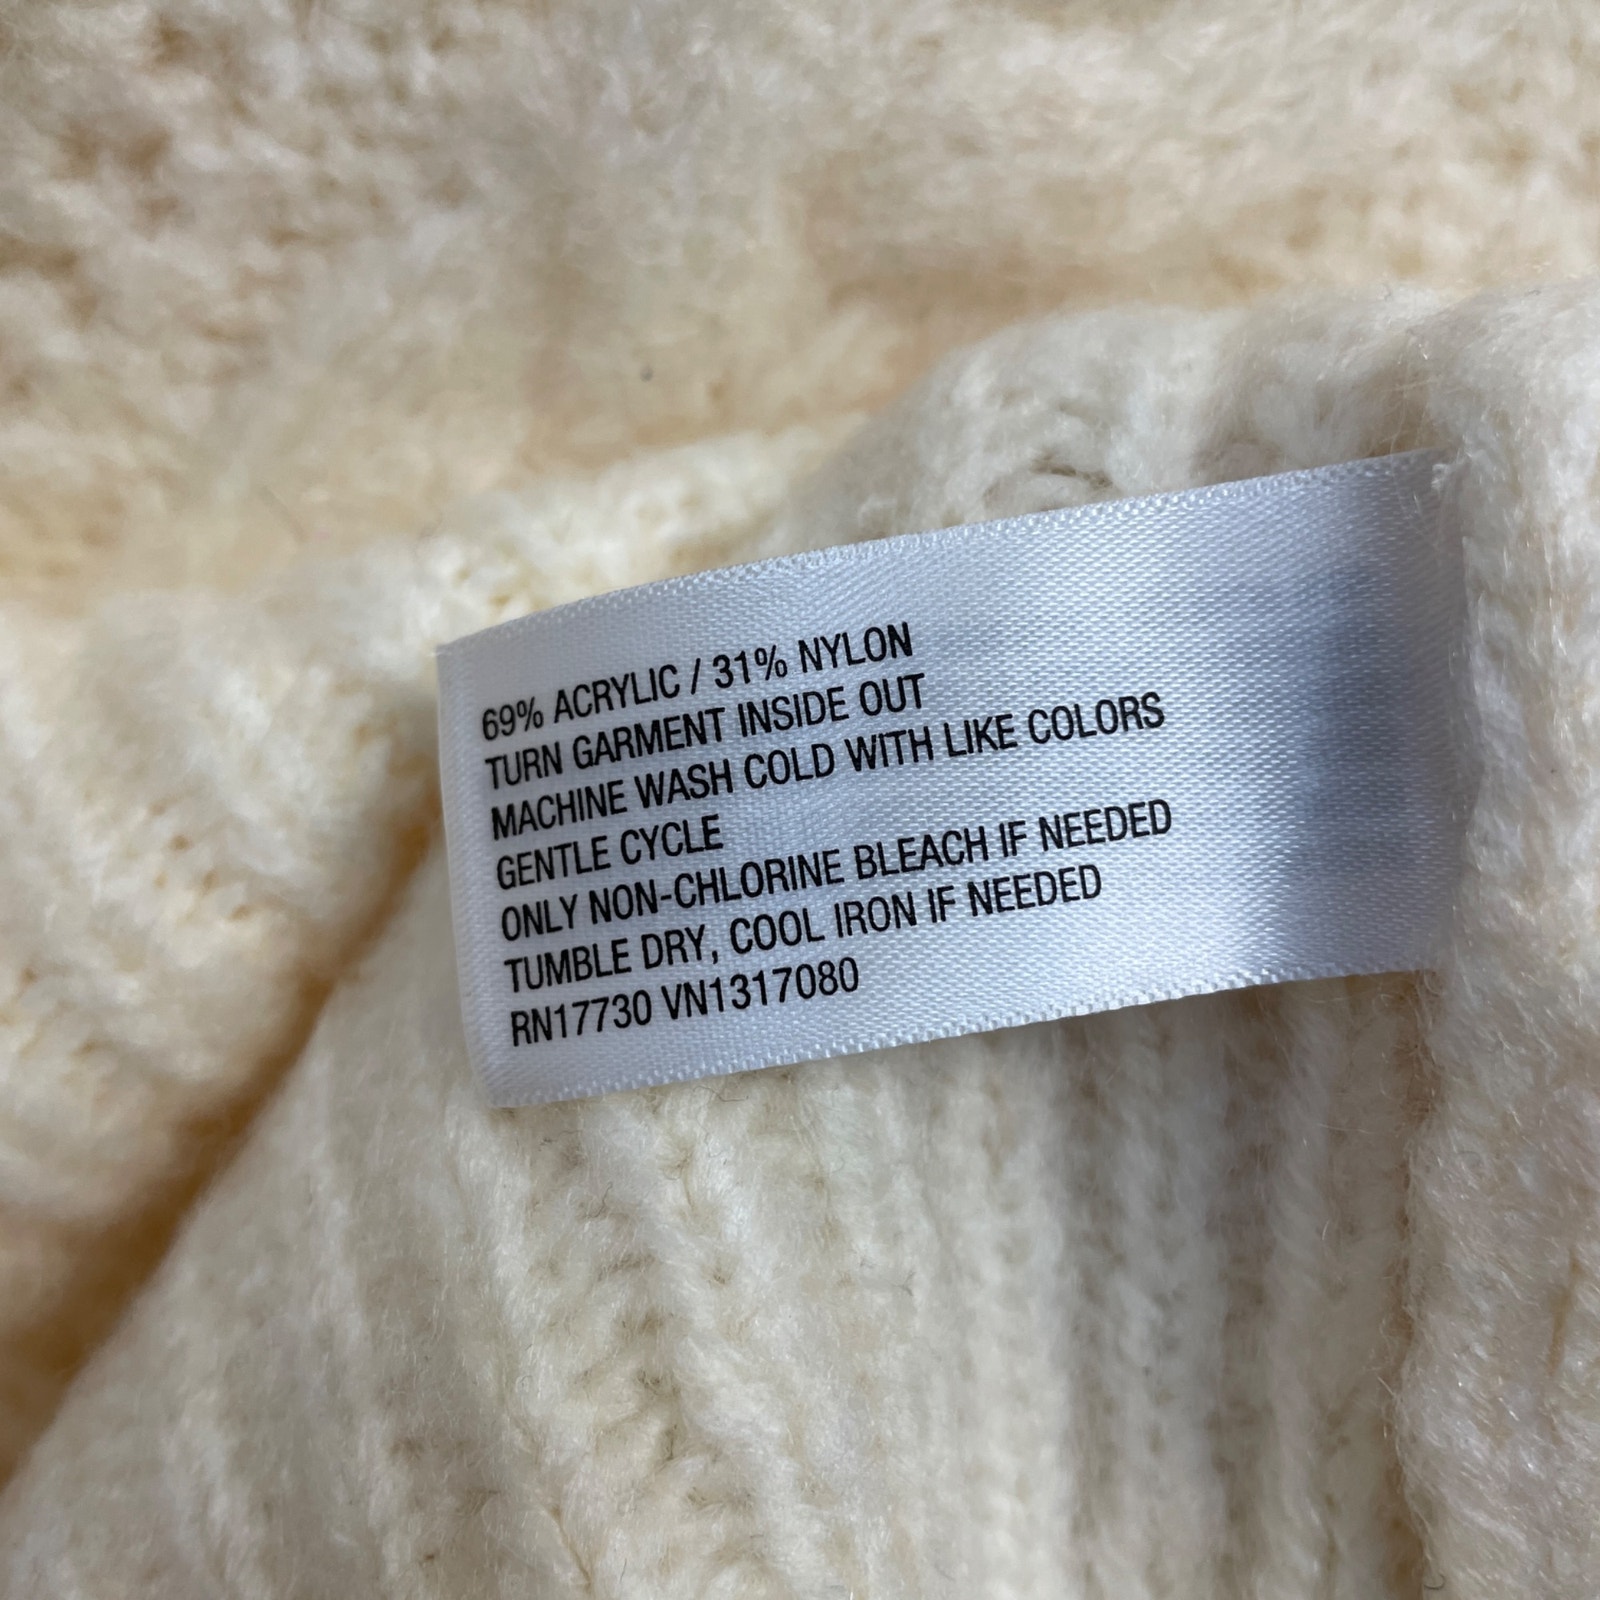 69% ACRYLIC / 31% NYLON
TURN GARMENT INSIDE OUT
MACHINE WASH COLD WITH LIKE COLORS
GENTLE CYCLE
ONLY NON-CHLORINE BLEACH IF NEEDED
TUMBLE DRY, COOL IRON IF NEEDED
RN17730 VN1317080